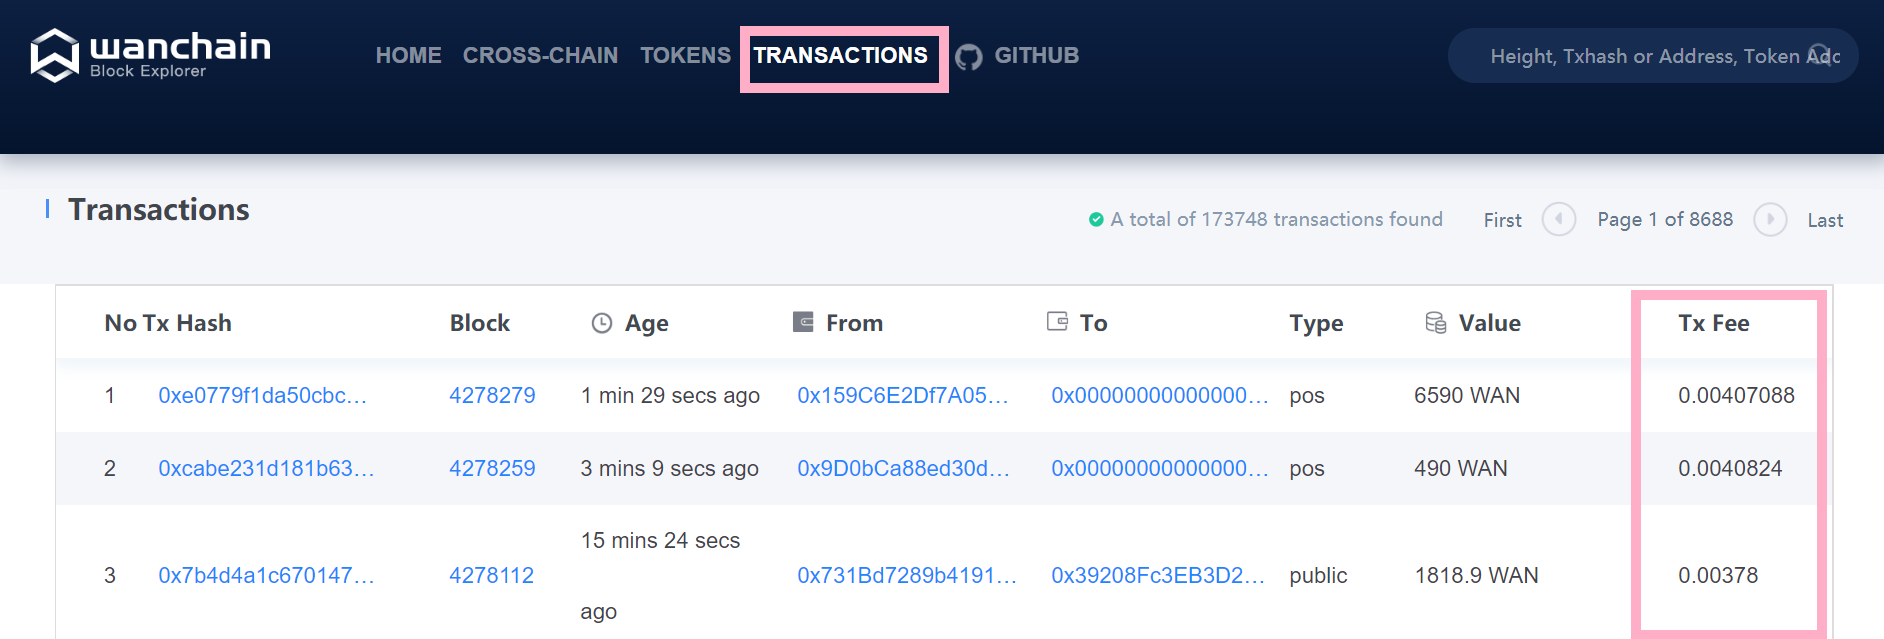 wanchain
Block Explorer
HOME CROSS-CHAIN TOKENS TRANSACTIONS GITHUB
Height, Txhash or Address, Token Adc
Transactions
A total of 173748 transactions found First Page 1 of 8688 Last
No Tx Hash Block Age From To Type Value Tx Fee
1 0xe0779f1da50cbc... 4278279 1 min 29 secs ago 0x159C6E2Df7A05... 0x00000000000000... pos 6590 WAN 0.00407088
2 0xcabe231d181b63... 4278259 3 mins 9 secs ago 0x9D0bCa88ed30d... 0x00000000000000... pos 490 WAN 0.0040824
15 mins 24 secs
3 0x7b4d4a1c670147... 4278112 0x731Bd7289b4191... 0x39208Fc3EB3D2... public 1818.9 WAN 0.00378
ago